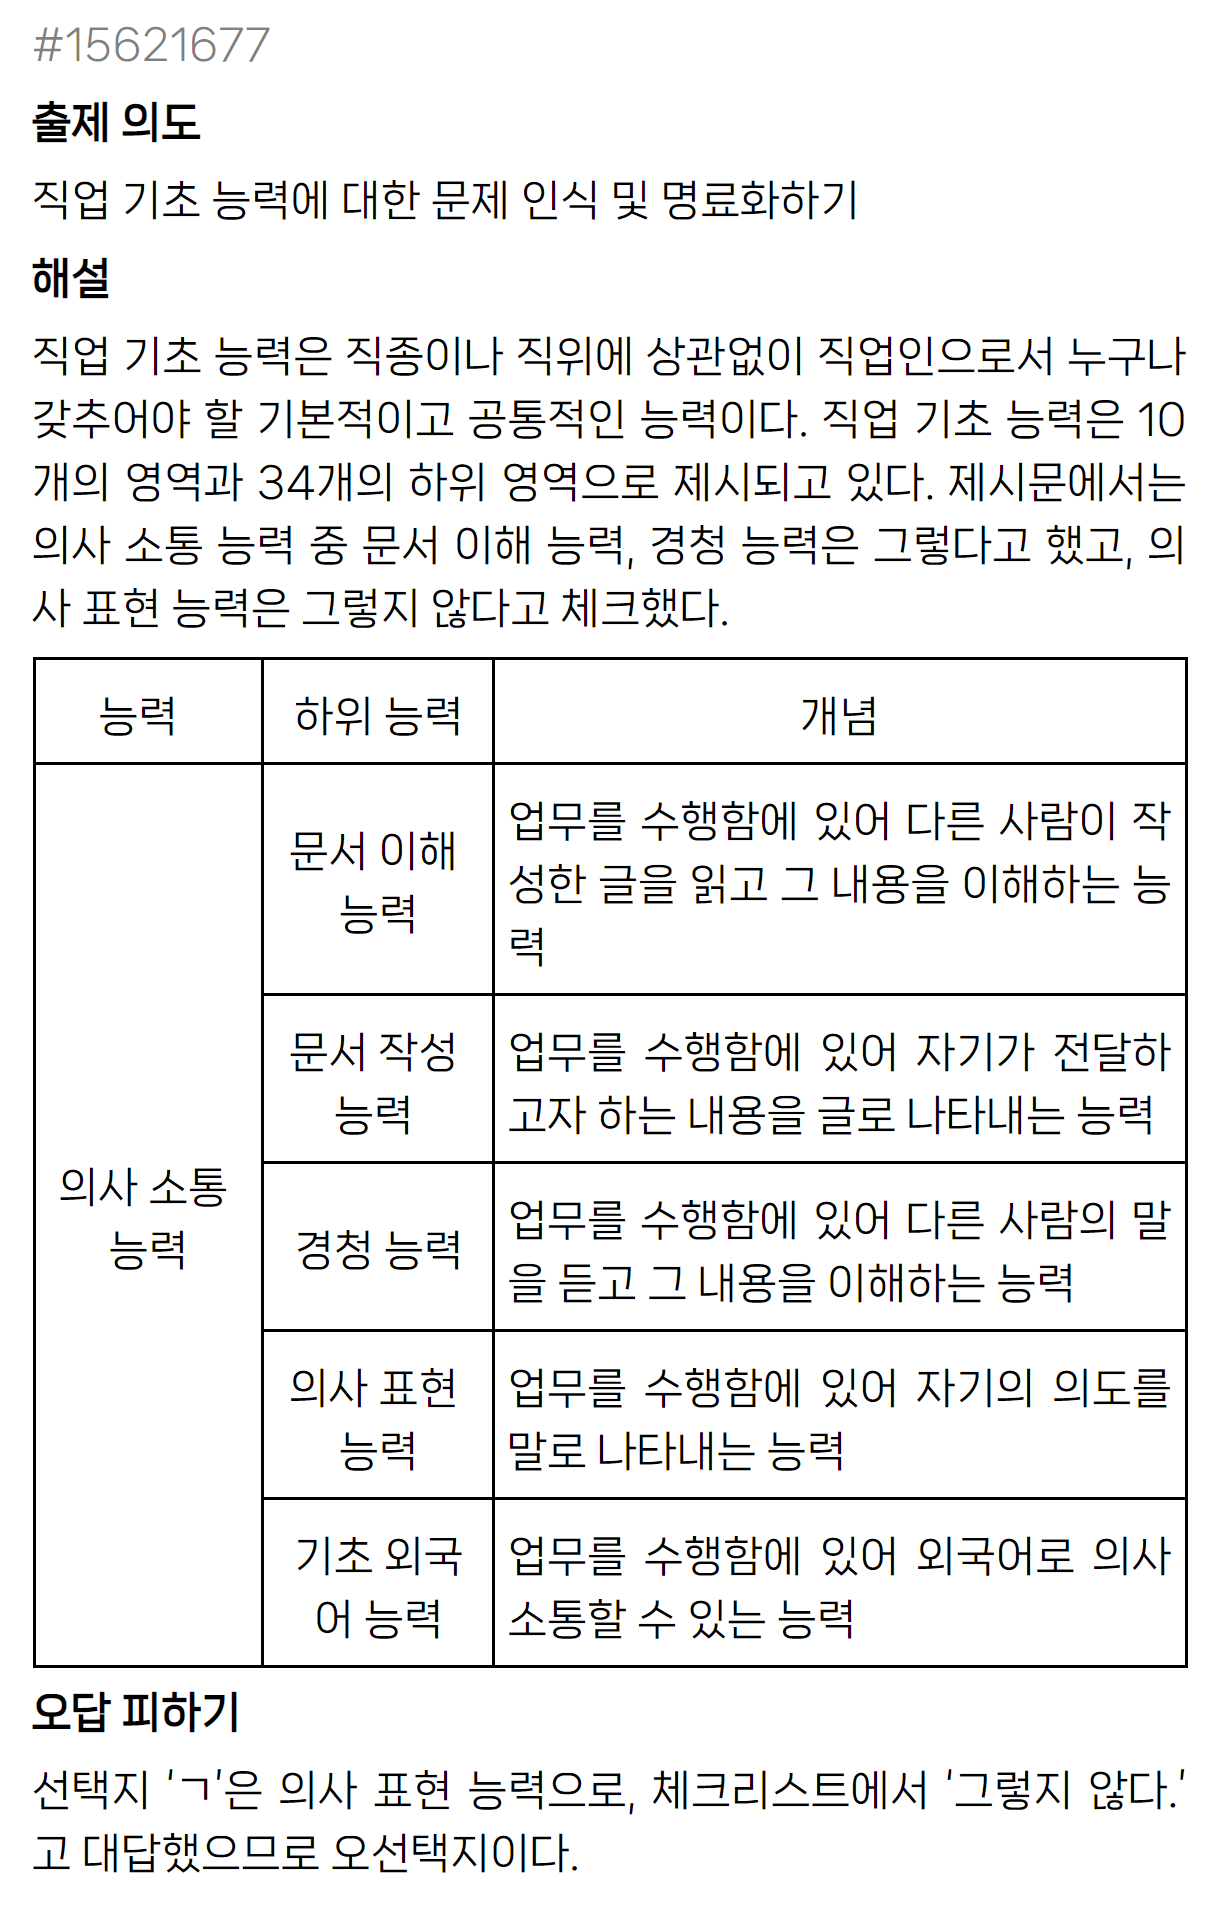 #15621677
출제 의도
직업 기초 능력에 대한 문제 인식 및 명료화하기
해설
직업 기초 능력은 직종이나 직위에 상관없이 직업인으로서 누구나
갖추어야 할 기본적이고 공통적인 능력이다. 직업 기초 능력은 10
개의 영역과 34개의 하위 영역으로 제시되고 있다. 제시문에서는
의사 소통 능력 중 문서 이해 능력, 경청 능력은 그렇다고 했고, 의
사 표현 능력은 그렇지 않다고 체크했다.
능력 하위 능력 개념
의사 소통
능력
문서 이해
능력
업무를 수행함에 있어 다른 사람이 작
성한 글을 읽고 그 내용을 이해하는 능
력
문서 작성
능력
업무를 수행함에 있어 자기가 전달하
고자 하는 내용을 글로 나타내는 능력
경청 능력
업무를 수행함에 있어 다른 사람의 말
을 듣고 그 내용을 이해하는 능력
의사 표현
능력
업무를 수행함에 있어 자기의 의도를
말로 나타내는 능력
기초 외국
어 능력
업무를 수행함에 있어 외국어로 의사
소통할 수 있는 능력
오답 피하기
선택지 ‘ㄱ’은 의사 표현 능력으로, 체크리스트에서 ‘그렇지 않다.’
고 대답했으므로 오선택지이다.